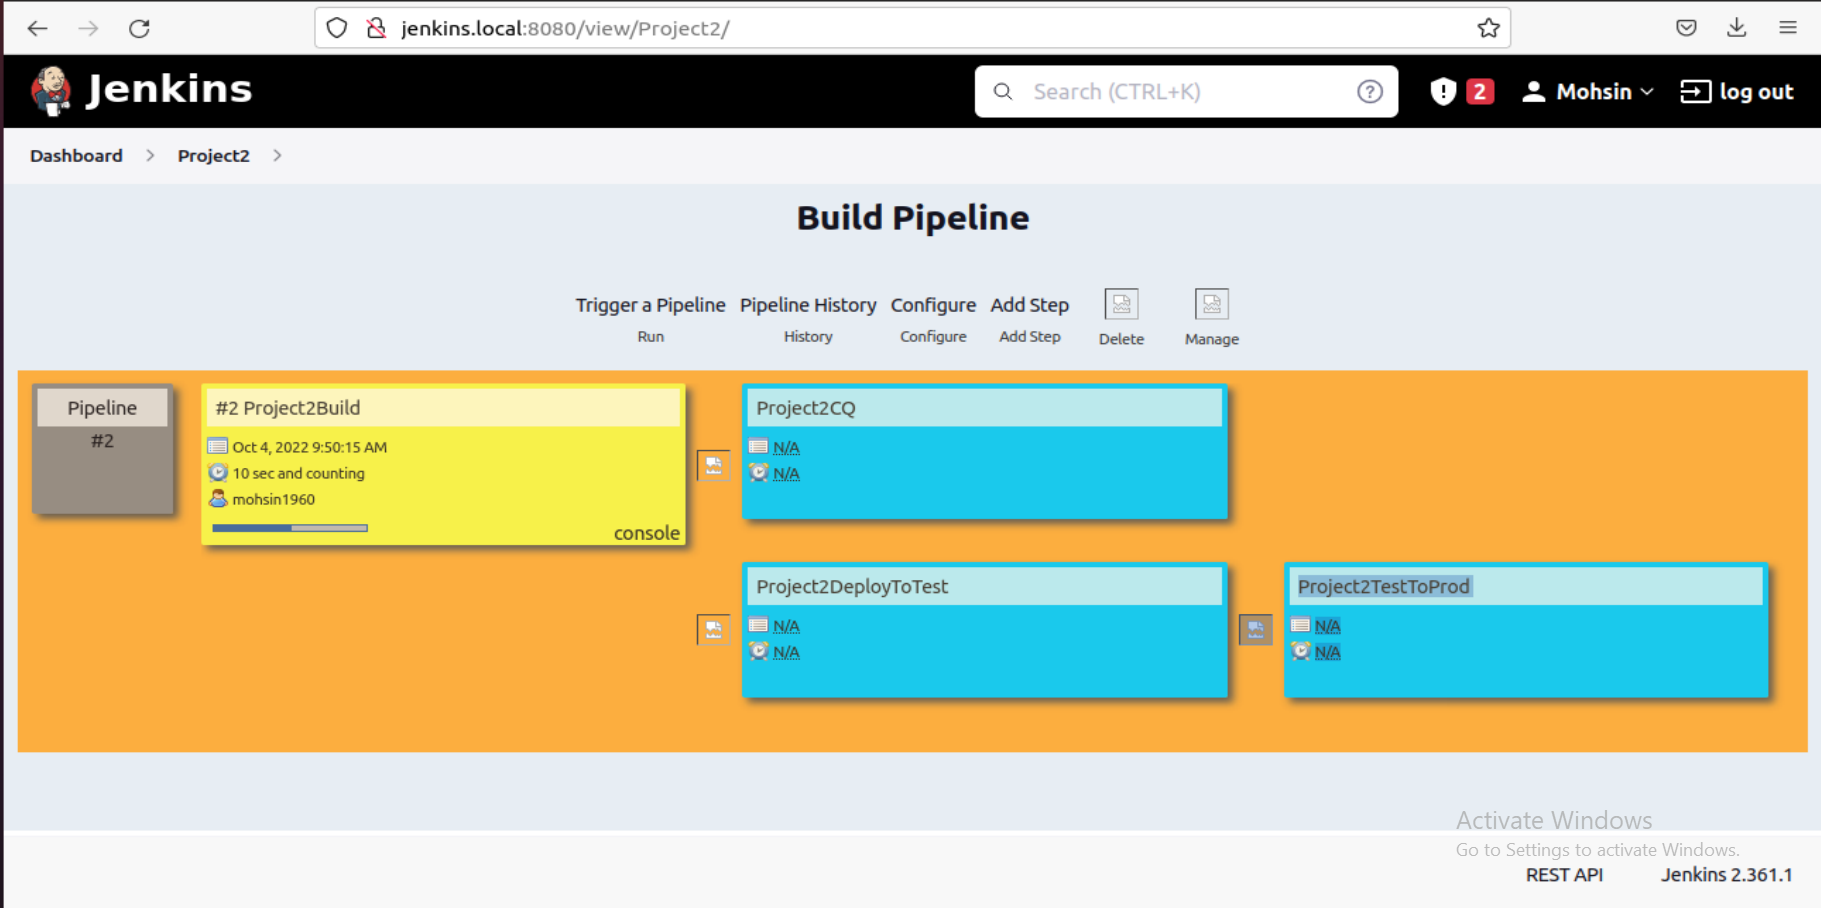 jenkins.local:8080/view/Project2/
Jenkins
Search (CTRL+K)
2
Mohsin
log out
Dashboard
Project2
Build Pipeline
Trigger a Pipeline Pipeline History Configure Add Step
Run History Configure Add Step Delete Manage
Pipeline
#2
#2 Project2Build
Oct 4, 2022 9:50:15 AM
10 sec and counting
mohsin1960
console
Project2CQ
N/A
N/A
Project2DeployToTest
N/A
N/A
Project2TestToProd
N/A
N/A
Activate Windows
Go to Settings to activate Windows.
REST API Jenkins 2.361.1